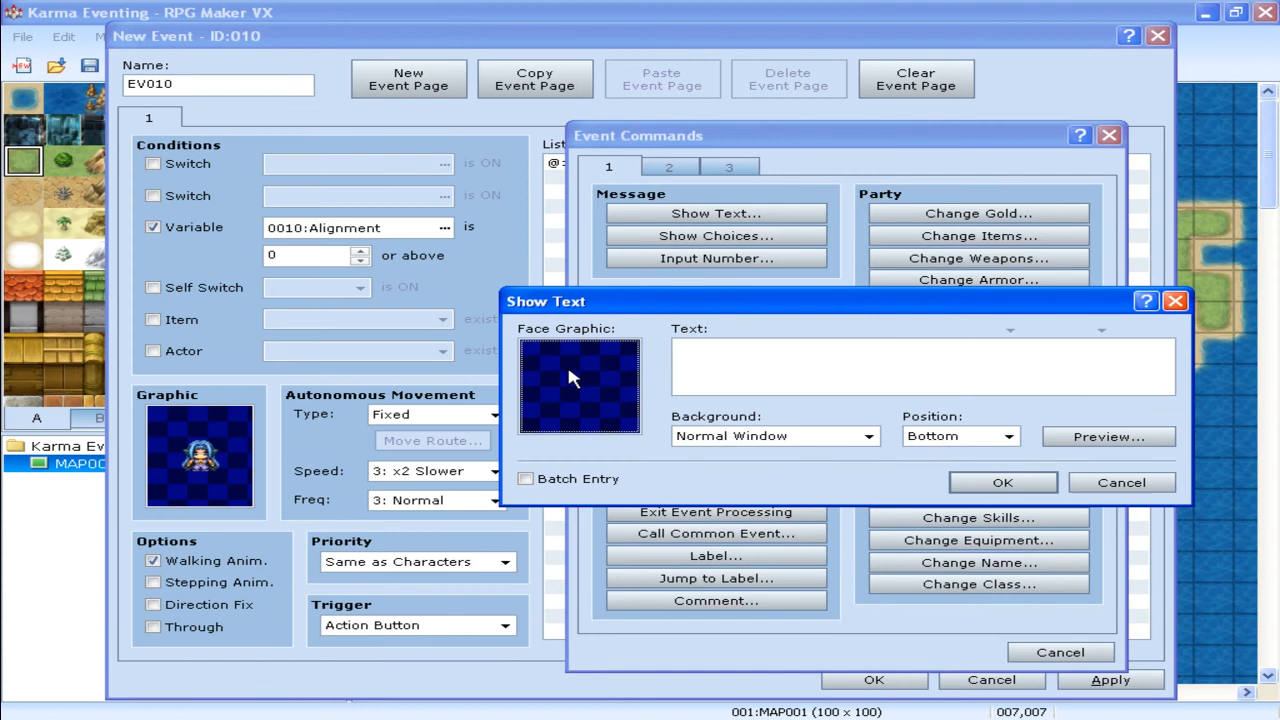 Karma Eventing - RPG Maker VX
File Edit M
New Event - ID:010
Name:
EV010
New Event Page
Copy Event Page
Paste Event Page
Delete Event Page
Clear Event Page
1
Conditions
Switch ... is ON
Switch ... is ON
Variable 0010:Alignment ... is
0 or above
Self Switch is ON
Item exist
Actor exist
Graphic
Autonomous Movement
Type: Fixed
Move Route...
Speed: 3: x2 Slower
Freq: 3: Normal
Options
Walking Anim.
Stepping Anim.
Direction Fix
Through
Priority
Same as Characters
Trigger
Action Button
List
@:
Event Commands
1 2 3
Message
Show Text...
Show Choices...
Input Number...
Party
Change Gold...
Change Items...
Change Weapons...
Change Armor...
Show Text
Face Graphic:
Text:
Background:
Normal Window
Position:
Bottom
Preview...
Batch Entry
OK
Cancel
Exit Event Processing
Call Common Event...
Label...
Jump to Label...
Comment...
Change Skills...
Change Equipment...
Change Name...
Change Class...
Cancel
OK
Cancel
Apply
A B
Karma Ev
MAP00
001:MAP001 (100 x 100)
007,007